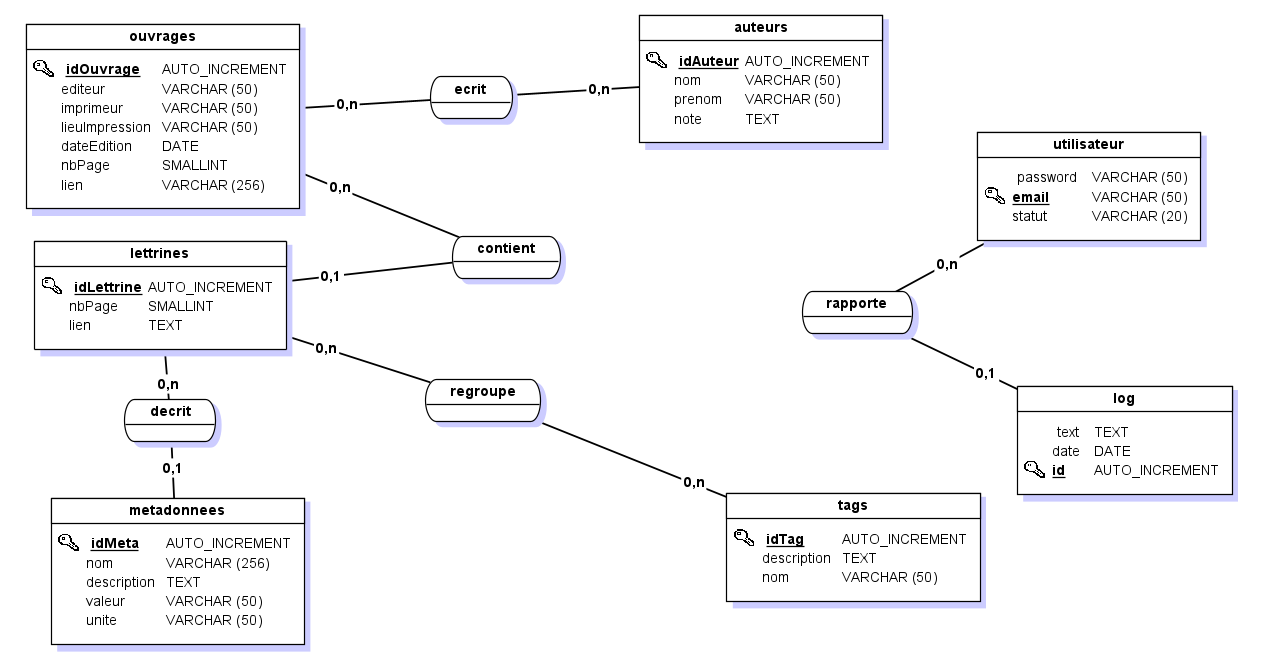 ouvrages
idOuvrage AUTO_INCREMENT
editeur VARCHAR (50)
imprimeur VARCHAR (50)
lieuImpression VARCHAR (50)
dateEdition DATE
nbPage SMALLINT
lien VARCHAR (256)
0,n
ecrit
0,n
auteurs
idAuteur AUTO_INCREMENT
nom VARCHAR (50)
prenom VARCHAR (50)
note TEXT
utilisateur
password VARCHAR (50)
email VARCHAR (50)
statut VARCHAR (20)
0,n
contient
0,1
lettrines
idLettrine AUTO_INCREMENT
nbPage SMALLINT
lien TEXT
0,n
rapporte
0,1
log
text TEXT
date DATE
id AUTO_INCREMENT
0,n
regroupe
0,n
0,n
decrit
0,1
metadonnees
idMeta AUTO_INCREMENT
nom VARCHAR (256)
description TEXT
valeur VARCHAR (50)
unite VARCHAR (50)
tags
idTag AUTO_INCREMENT
description TEXT
nom VARCHAR (50)